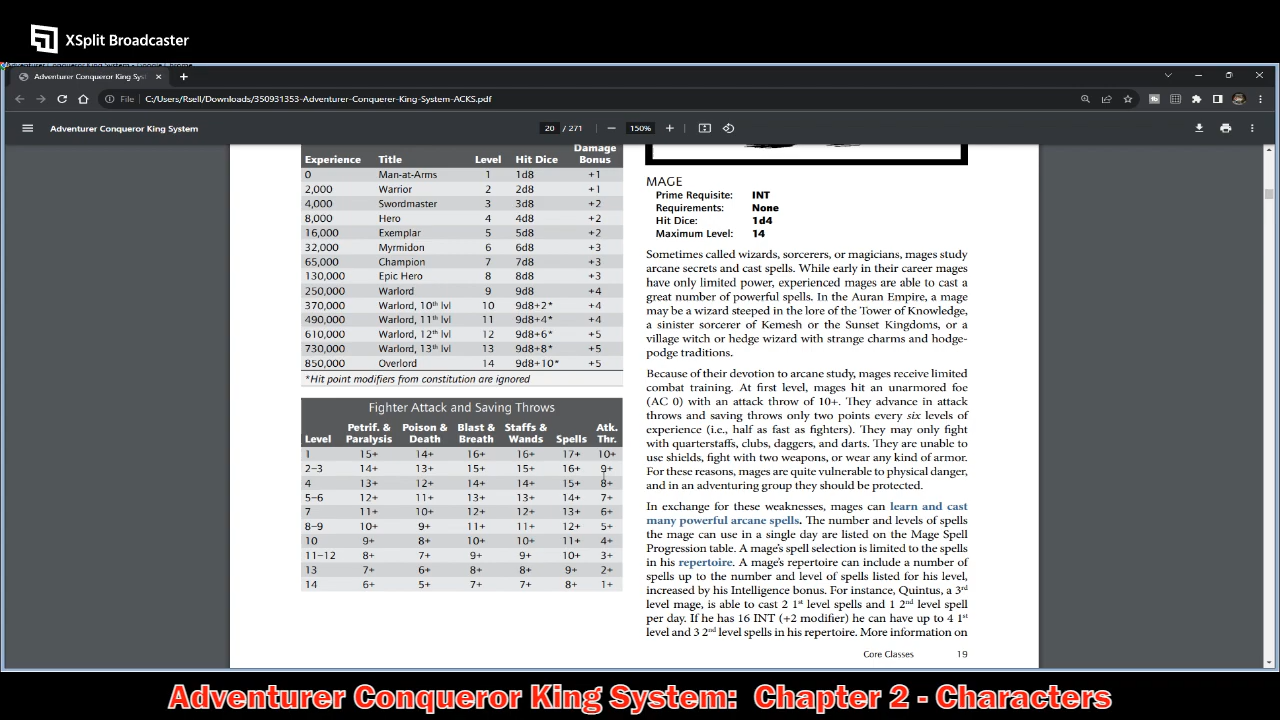 XSplit Broadcaster
Adventurer Conqueror King Sys
File C:/Users/Rsell/Downloads/350931353-Adventurer-Conquerer-King-System-ACKS.pdf
Adventurer Conqueror King System
20 / 271
150%
Damage
Experience Title Level Hit Dice Bonus
0 Man-at-Arms 1 1d8 +1
2,000 Warrior 2 2d8 +1
4,000 Swordmaster 3 3d8 +2
8,000 Hero 4 4d8 +2
16,000 Exemplar 5 5d8 +2
32,000 Myrmidon 6 6d8 +3
65,000 Champion 7 7d8 +3
130,000 Epic Hero 8 8d8 +3
250,000 Warlord 9 9d8 +4
370,000 Warlord, 10th lvl 10 9d8+2* +4
490,000 Warlord, 11th lvl 11 9d8+4* +4
610,000 Warlord, 12th lvl 12 9d8+6* +5
730,000 Warlord, 13th lvl 13 9d8+8* +5
850,000 Overlord 14 9d8+10* +5
*Hit point modifiers from constitution are ignored
Fighter Attack and Saving Throws
Petrif. & Poison & Blast & Staffs & Atk.
Level Paralysis Death Breath Wands Spells Thr.
1 15+ 14+ 16+ 16+ 17+ 10+
2–3 14+ 13+ 15+ 15+ 16+ 9+
4 13+ 12+ 14+ 14+ 15+ 8+
5–6 12+ 11+ 13+ 13+ 14+ 7+
7 11+ 10+ 12+ 12+ 13+ 6+
8–9 10+ 9+ 11+ 11+ 12+ 5+
10 9+ 8+ 10+ 10+ 11+ 4+
11–12 8+ 7+ 9+ 9+ 10+ 3+
13 7+ 6+ 8+ 8+ 9+ 2+
14 6+ 5+ 7+ 7+ 8+ 1+
MAGE
Prime Requisite: INT
Requirements: None
Hit Dice: 1d4
Maximum Level: 14
Sometimes called wizards, sorcerers, or magicians, mages study
arcane secrets and cast spells. While early in their career mages
have only limited power, experienced mages are able to cast a
great number of powerful spells. In the Auran Empire, a mage
may be a wizard steeped in the lore of the Tower of Knowledge,
a sinister sorcerer of Kemesh or the Sunset Kingdoms, or a
village witch or hedge wizard with strange charms and hodge-
podge traditions.
Because of their devotion to arcane study, mages receive limited
combat training. At first level, mages hit an unarmored foe
(AC 0) with an attack throw of 10+. They advance in attack
throws and saving throws only two points every six levels of
experience (i.e., half as fast as fighters). They may only fight
with quarterstaffs, clubs, daggers, and darts. They are unable to
use shields, fight with two weapons, or wear any kind of armor.
For these reasons, mages are quite vulnerable to physical danger,
and in an adventuring group they should be protected.
In exchange for these weaknesses, mages can learn and cast
many powerful arcane spells. The number and levels of spells
the mage can use in a single day are listed on the Mage Spell
Progression table. A mage's spell selection is limited to the spells
in his repertoire. A mage's repertoire can include a number of
spells up to the number and level of spells listed for his level,
increased by his Intelligence bonus. For instance, Quintus, a 3rd
level mage, is able to cast 2 1st level spells and 1 2nd level spell
per day. If he has 16 INT (+2 modifier) he can have up to 4 1st
level and 3 2nd level spells in his repertoire. More information on
Core Classes 19
Adventurer Conqueror King System: Chapter 2 - Characters